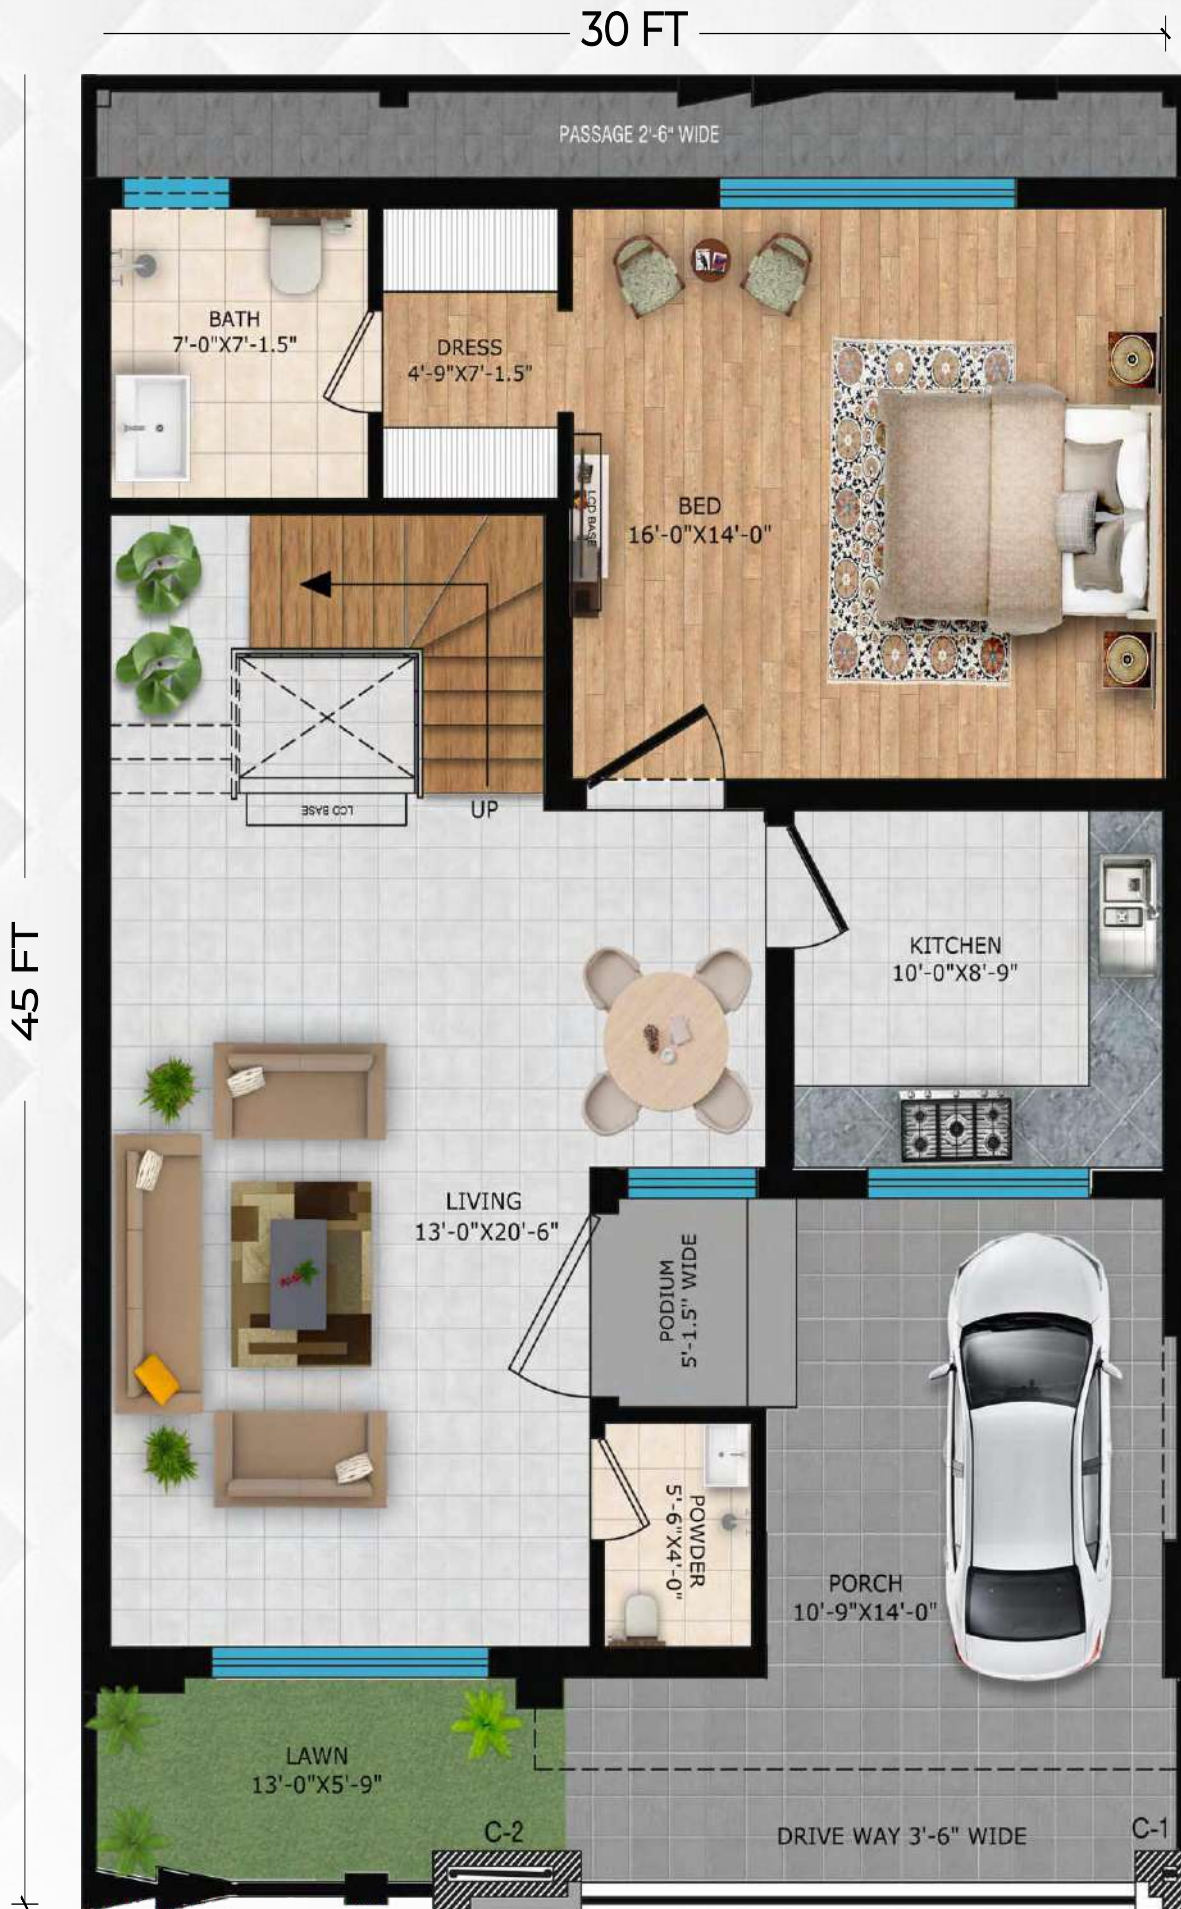 30 FT
PASSAGE 2'-6" WIDE
BATH
7'-0"X7'-1.5"
DRESS
4'-9"X7'-1.5"
LCD BASE
BED
16'-0"X14'-0"
LCD BASE
UP
45 FT
KITCHEN
10'-0"X8'-9"
LIVING
13'-0"X20'-6"
PODIUM
5'-1.5" WIDE
POWDER
5'-6"X4'-0"
PORCH
10'-9"X14'-0"
LAWN
13'-0"X5'-9"
C-2
DRIVE WAY 3'-6" WIDE
C-1